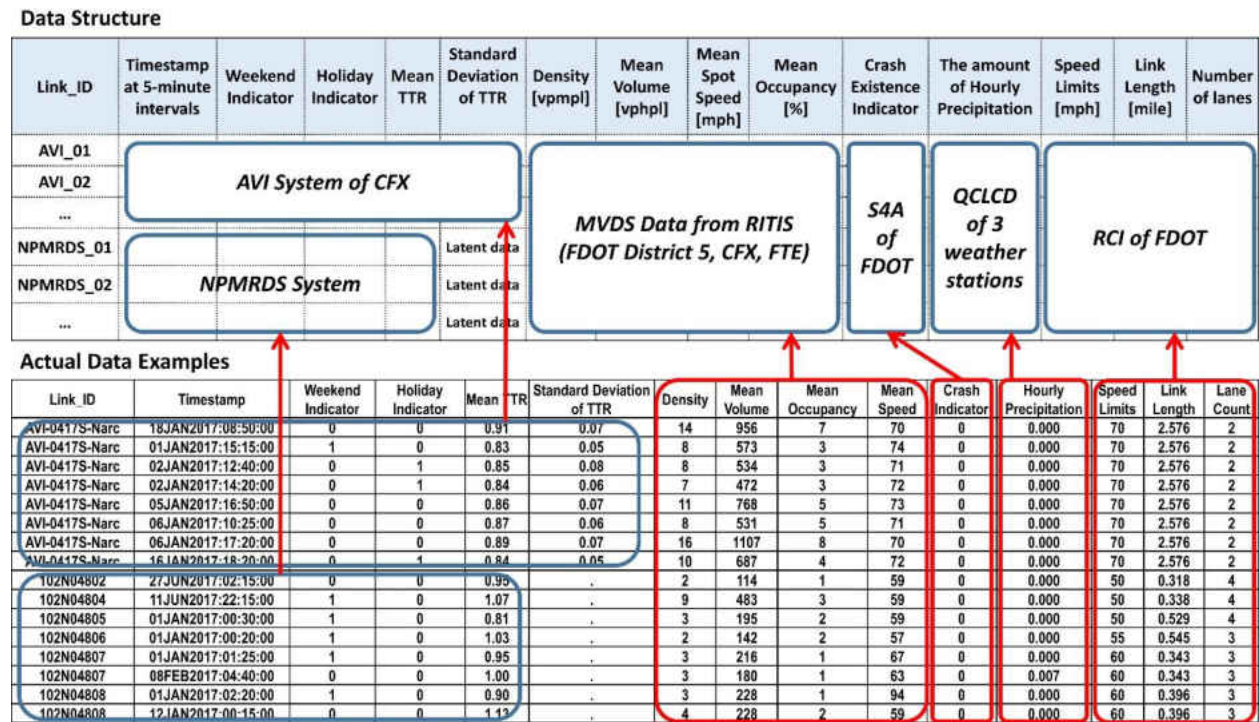 Data Structure
Link_ID Timestamp at 5-minute intervals Weekend Indicator Holiday Indicator Mean TTR Standard Deviation of TTR Density [vpmpl] Mean Volume [vphpl] Mean Spot Speed [mph] Mean Occupancy [%] Crash Existence Indicator The amount of Hourly Precipitation Speed Limits [mph] Link Length [mile] Number of lanes
AVI_01
AVI_02
...
NPMRDS_01
NPMRDS_02
...
AVI System of CFX
NPMRDS System
Latent data
Latent data
Latent data
MVDS Data from RITIS
(FDOT District 5, CFX, FTE)
S4A
of
FDOT
QCLCD
of 3
weather
stations
RCI of FDOT
Actual Data Examples
Link_ID Timestamp Weekend Indicator Holiday Indicator Mean TTR Standard Deviation of TTR Density Mean Volume Mean Occupancy Mean Speed Crash Indicator Hourly Precipitation Speed Limits Link Length Lane Count
AVI-0417S-Narc 18JAN2017:08:50:00 0 0 0.91 0.07 14 956 7 70 0 0.000 70 2.576 2
AVI-0417S-Narc 01JAN2017:15:15:00 1 0 0.83 0.05 8 573 3 74 0 0.000 70 2.576 2
AVI-0417S-Narc 02JAN2017:12:40:00 0 1 0.85 0.08 8 534 3 71 0 0.000 70 2.576 2
AVI-0417S-Narc 02JAN2017:14:20:00 0 1 0.84 0.06 7 472 3 72 0 0.000 70 2.576 2
AVI-0417S-Narc 05JAN2017:16:50:00 0 0 0.86 0.07 11 768 5 73 0 0.000 70 2.576 2
AVI-0417S-Narc 06JAN2017:10:25:00 0 0 0.87 0.06 8 531 5 71 0 0.000 70 2.576 2
AVI-0417S-Narc 06JAN2017:17:20:00 0 0 0.89 0.07 16 1107 8 70 0 0.000 70 2.576 2
AVI-0417S-Narc 16JAN2017:18:20:00 0 1 0.84 0.05 10 687 4 72 0 0.000 70 2.576 2
102N04802 27JUN2017:02:15:00 0 0 0.95 . 2 114 1 59 0 0.000 50 0.318 4
102N04804 11JUN2017:22:15:00 1 0 1.07 . 9 483 3 59 0 0.000 50 0.338 4
102N04805 01JAN2017:00:30:00 1 0 0.81 . 3 195 2 59 0 0.000 50 0.529 4
102N04806 01JAN2017:00:20:00 1 0 1.03 . 2 142 2 57 0 0.000 55 0.545 3
102N04807 01JAN2017:01:25:00 1 0 0.95 . 3 216 1 67 0 0.000 60 0.343 3
102N04807 08FEB2017:04:40:00 0 0 1.00 . 3 180 1 63 0 0.007 60 0.343 3
102N04808 01JAN2017:02:20:00 1 0 0.90 . 3 228 1 94 0 0.000 60 0.396 3
102N04808 12JAN2017:00:15:00 0 0 1.13 . 4 228 2 59 0 0.000 60 0.396 3